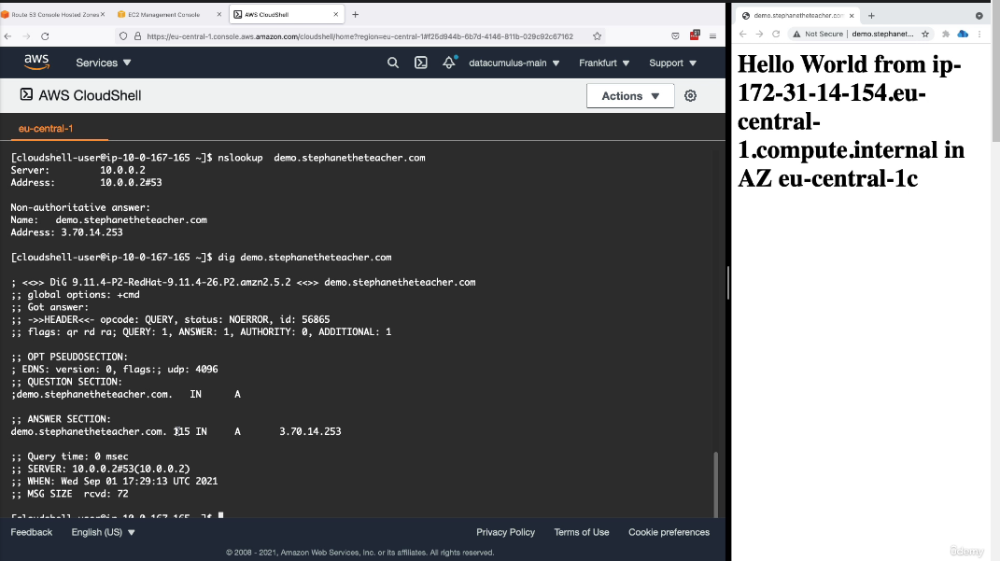 Route 53 Console Hosted Zones
EC2 Management Console
AWS CloudShell
https://eu-central-1.console.aws.amazon.com/cloudshell/home?region=eu-central-1#f25d944b-6b7d-4146-811b-029c92c67162
21
aws
Services
datacumulus-main
Frankfurt
Support
AWS CloudShell
Actions
eu-central-1
[cloudshell-user@ip-10-0-167-165 ~]$ nslookup  demo.stephanetheteacher.com
Server:         10.0.0.2
Address:        10.0.0.2#53
Non-authoritative answer:
Name:   demo.stephanetheteacher.com
Address: 3.70.14.253
[cloudshell-user@ip-10-0-167-165 ~]$ dig demo.stephanetheteacher.com
; <<>> DiG 9.11.4-P2-RedHat-9.11.4-26.P2.amzn2.5.2 <<>> demo.stephanetheteacher.com
;; global options: +cmd
;; Got answer:
;; ->>HEADER<<- opcode: QUERY, status: NOERROR, id: 56865
;; flags: qr rd ra; QUERY: 1, ANSWER: 1, AUTHORITY: 0, ADDITIONAL: 1
;; OPT PSEUDOSECTION:
; EDNS: version: 0, flags:; udp: 4096
;; QUESTION SECTION:
;demo.stephanetheteacher.com.   IN      A
;; ANSWER SECTION:
demo.stephanetheteacher.com. 115 IN     A       3.70.14.253
;; Query time: 0 msec
;; SERVER: 10.0.0.2#53(10.0.0.2)
;; WHEN: Wed Sep 01 17:29:13 UTC 2021
;; MSG SIZE  rcvd: 72
[cloudshell-user@ip-10-0-167-165 ~]$
Feedback
English (US)
Privacy Policy
Terms of Use
Cookie preferences
© 2008 - 2021, Amazon Web Services, Inc. or its affiliates. All rights reserved.
demo.stephanetheteacher.com
Not Secure
demo.stephanet...
Hello World from ip-
172-31-14-154.eu-
central-
1.compute.internal in
AZ eu-central-1c
ûdemy